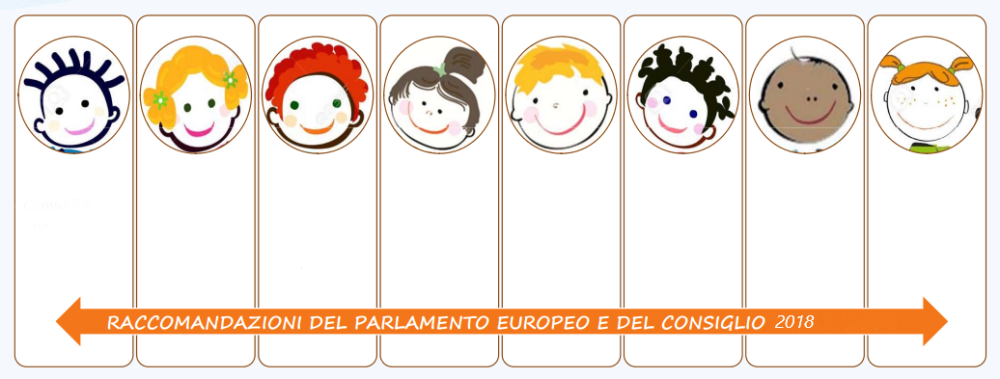 RACCOMANDAZIONI DEL PARLAMENTO EUROPEO E DEL CONSIGLIO 2018